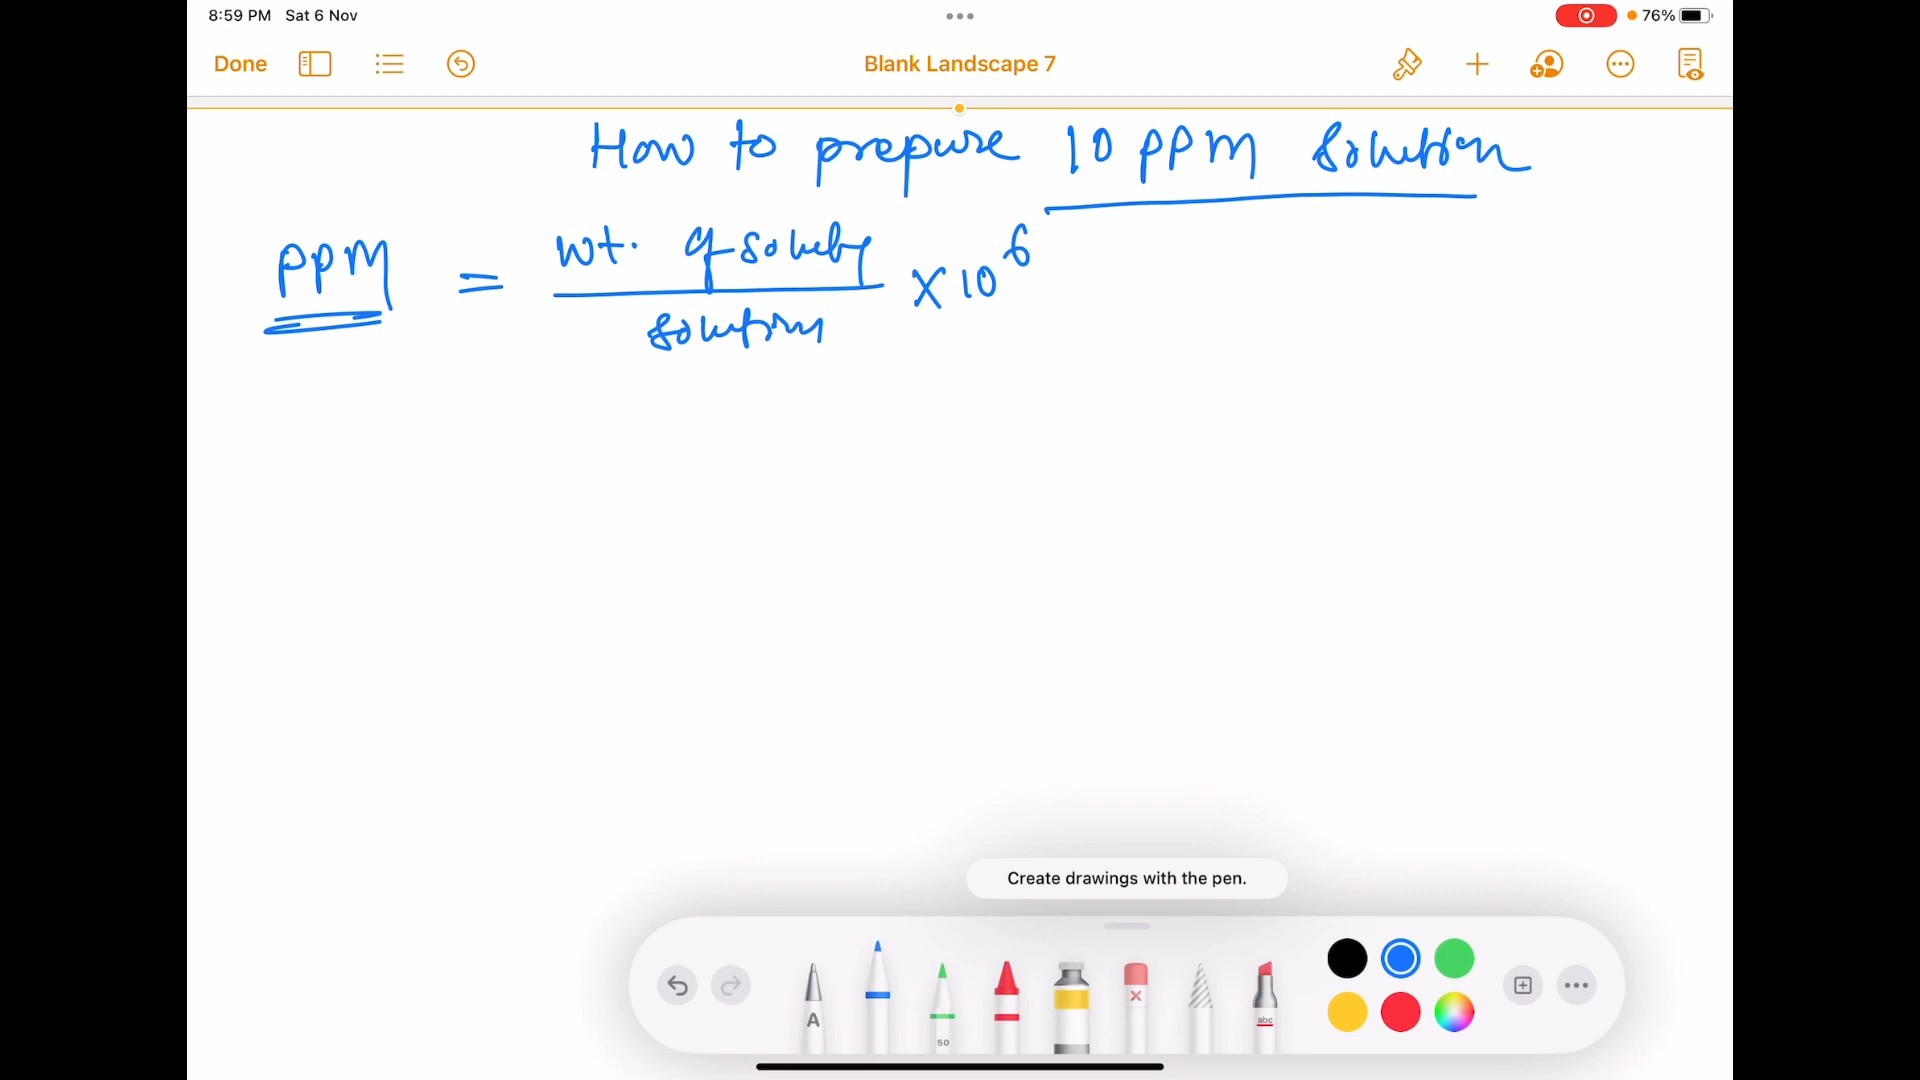 8:59 PM Sat 6 Nov
76%
Done
Blank Landscape 7
How to prepare 10 PPM solution
PPM = wt. of solute
solution
X 10 6
Create drawings with the pen.
A
50
abc